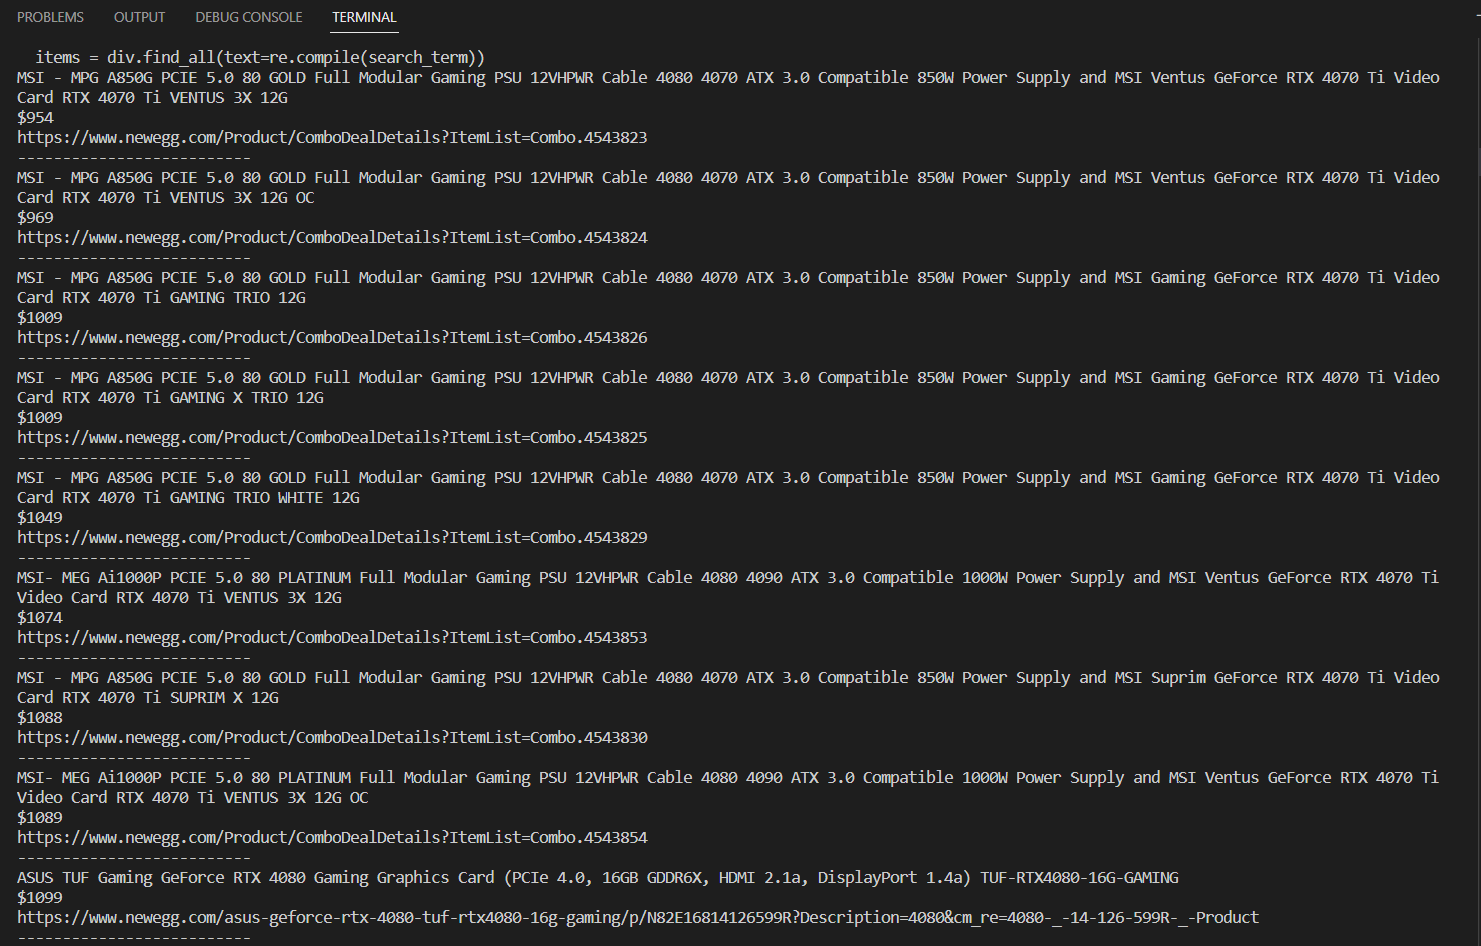 PROBLEMS OUTPUT DEBUG CONSOLE TERMINAL
items = div.find_all(text=re.compile(search_term))
MSI - MPG A850G PCIE 5.0 80 GOLD Full Modular Gaming PSU 12VHPWR Cable 4080 4070 ATX 3.0 Compatible 850W Power Supply and MSI Ventus GeForce RTX 4070 Ti Video
Card RTX 4070 Ti VENTUS 3X 12G
$954
https://www.newegg.com/Product/ComboDealDetails?ItemList=Combo.4543823
--------------------------
MSI - MPG A850G PCIE 5.0 80 GOLD Full Modular Gaming PSU 12VHPWR Cable 4080 4070 ATX 3.0 Compatible 850W Power Supply and MSI Ventus GeForce RTX 4070 Ti Video
Card RTX 4070 Ti VENTUS 3X 12G OC
$969
https://www.newegg.com/Product/ComboDealDetails?ItemList=Combo.4543824
--------------------------
MSI - MPG A850G PCIE 5.0 80 GOLD Full Modular Gaming PSU 12VHPWR Cable 4080 4070 ATX 3.0 Compatible 850W Power Supply and MSI Gaming GeForce RTX 4070 Ti Video
Card RTX 4070 Ti GAMING TRIO 12G
$1009
https://www.newegg.com/Product/ComboDealDetails?ItemList=Combo.4543826
--------------------------
MSI - MPG A850G PCIE 5.0 80 GOLD Full Modular Gaming PSU 12VHPWR Cable 4080 4070 ATX 3.0 Compatible 850W Power Supply and MSI Gaming GeForce RTX 4070 Ti Video
Card RTX 4070 Ti GAMING X TRIO 12G
$1009
https://www.newegg.com/Product/ComboDealDetails?ItemList=Combo.4543825
--------------------------
MSI - MPG A850G PCIE 5.0 80 GOLD Full Modular Gaming PSU 12VHPWR Cable 4080 4070 ATX 3.0 Compatible 850W Power Supply and MSI Gaming GeForce RTX 4070 Ti Video
Card RTX 4070 Ti GAMING TRIO WHITE 12G
$1049
https://www.newegg.com/Product/ComboDealDetails?ItemList=Combo.4543829
--------------------------
MSI- MEG Ai1000P PCIE 5.0 80 PLATINUM Full Modular Gaming PSU 12VHPWR Cable 4080 4090 ATX 3.0 Compatible 1000W Power Supply and MSI Ventus GeForce RTX 4070 Ti
Video Card RTX 4070 Ti VENTUS 3X 12G
$1074
https://www.newegg.com/Product/ComboDealDetails?ItemList=Combo.4543853
--------------------------
MSI - MPG A850G PCIE 5.0 80 GOLD Full Modular Gaming PSU 12VHPWR Cable 4080 4070 ATX 3.0 Compatible 850W Power Supply and MSI Suprim GeForce RTX 4070 Ti Video
Card RTX 4070 Ti SUPRIM X 12G
$1088
https://www.newegg.com/Product/ComboDealDetails?ItemList=Combo.4543830
--------------------------
MSI- MEG Ai1000P PCIE 5.0 80 PLATINUM Full Modular Gaming PSU 12VHPWR Cable 4080 4090 ATX 3.0 Compatible 1000W Power Supply and MSI Ventus GeForce RTX 4070 Ti
Video Card RTX 4070 Ti VENTUS 3X 12G OC
$1089
https://www.newegg.com/Product/ComboDealDetails?ItemList=Combo.4543854
--------------------------
ASUS TUF Gaming GeForce RTX 4080 Gaming Graphics Card (PCIe 4.0, 16GB GDDR6X, HDMI 2.1a, DisplayPort 1.4a) TUF-RTX4080-16G-GAMING
$1099
https://www.newegg.com/asus-geforce-rtx-4080-tuf-rtx4080-16g-gaming/p/N82E16814126599R?Description=4080&cm_re=4080-_-14-126-599R-_-Product
--------------------------